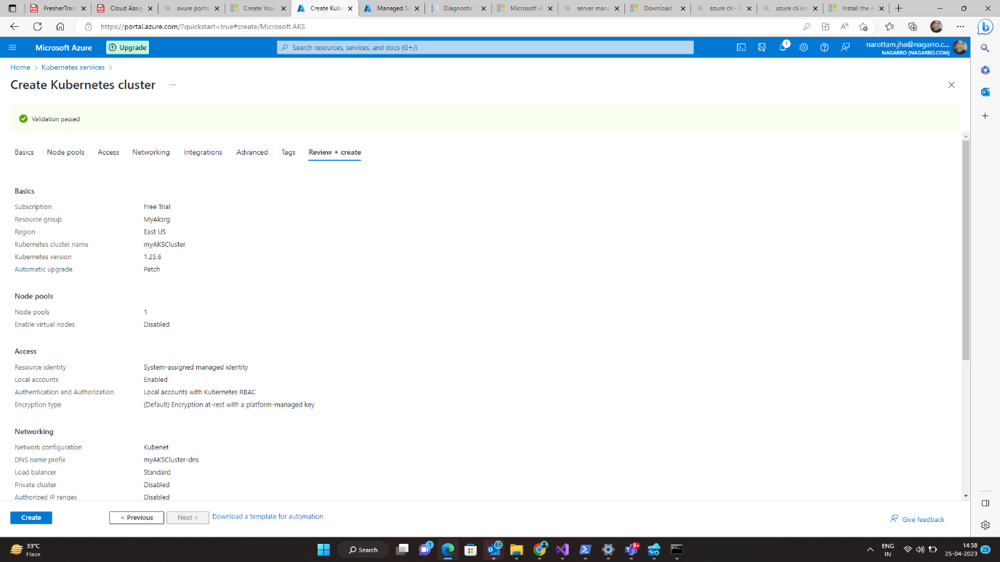 FresherTrain
Cloud Assig
axure porta
Create Your
Create Kube
Managed Se
Diagnostic
Microsoft A
server man
Download S
azure cli - S
azure cli ins
Install the A
https://portal.azure.com/?quickstart=true#create/Microsoft.AKS
Microsoft Azure
Upgrade
Search resources, services, and docs (G+/)
1
narottam.jha@nagarro.c...
NAGARRO (NAGARRO.COM)
Home > Kubernetes services >
Create Kubernetes cluster ...
Validation passed
Basics Node pools Access Networking Integrations Advanced Tags Review + create
Basics
Subscription Free Trial
Resource group MyAksrg
Region East US
Kubernetes cluster name myAKSCluster
Kubernetes version 1.25.6
Automatic upgrade Patch
Node pools
Node pools 1
Enable virtual nodes Disabled
Access
Resource identity System-assigned managed identity
Local accounts Enabled
Authentication and Authorization Local accounts with Kubernetes RBAC
Encryption type (Default) Encryption at-rest with a platform-managed key
Networking
Network configuration Kubenet
DNS name prefix myAKSCluster-dns
Load balancer Standard
Private cluster Disabled
Authorized IP ranges Disabled
Create < Previous Next > Download a template for automation Give feedback
33°C
Haze
Search
1
9+
ENG
IN
14:38
25-04-2023
29